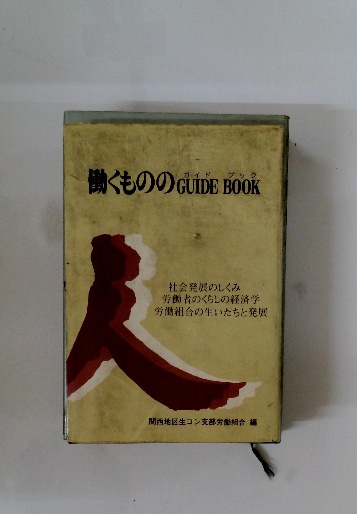 ガイド ブック
働くもののGUIDE BOOK
社会発展のしくみ
労働者のくらしの経済学
労働組合の生いたちと発展
関西地区生コン支部労働組合 編